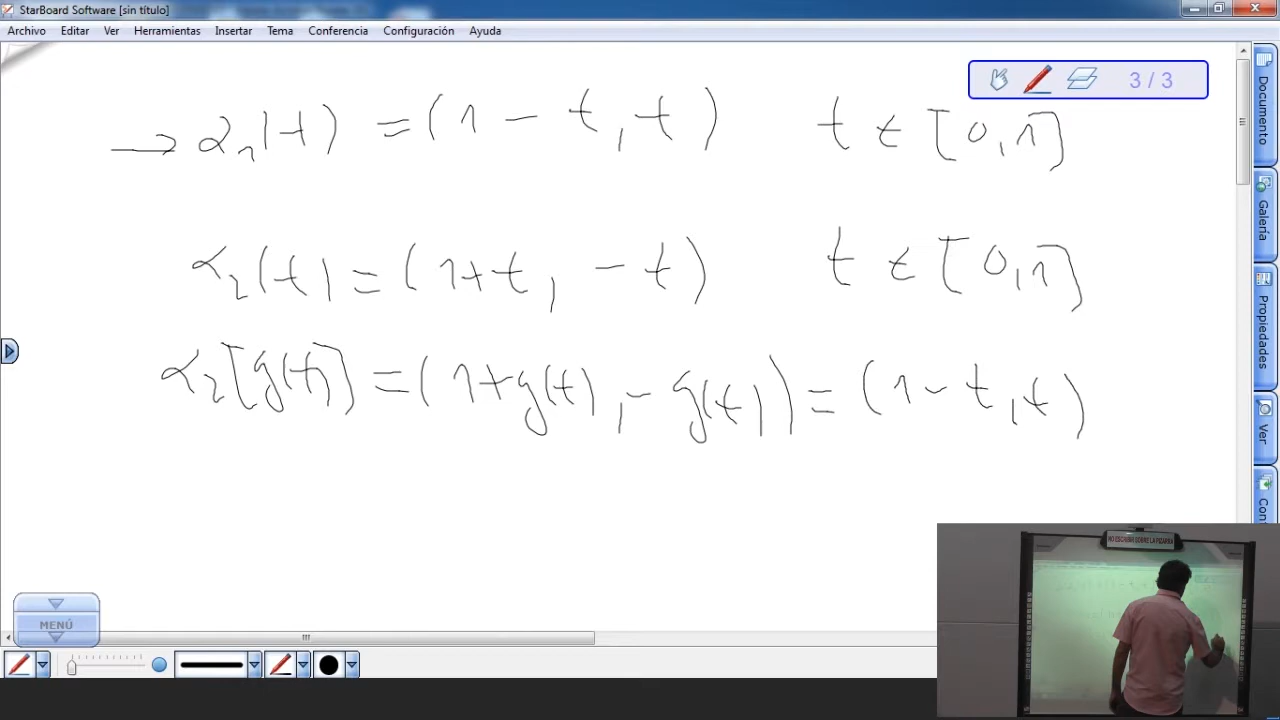 StarBoard Software [sin título]
Archivo Editar Ver Herramientas Insertar Tema Conferencia Configuración Ayuda
3 / 3
→ α₁(t) = (1 - t, t) t ∈ [0,1]
α₂(t) = (1+t, - t) t ∈ [0,1]
α₂[g(t)] = (1+g(t), - g(t)) = (1 - t, t)
Documento
Galería
Propiedades
Ver
Con
MENÚ
NO ESCRIBIR SOBRE LA PIZARRA